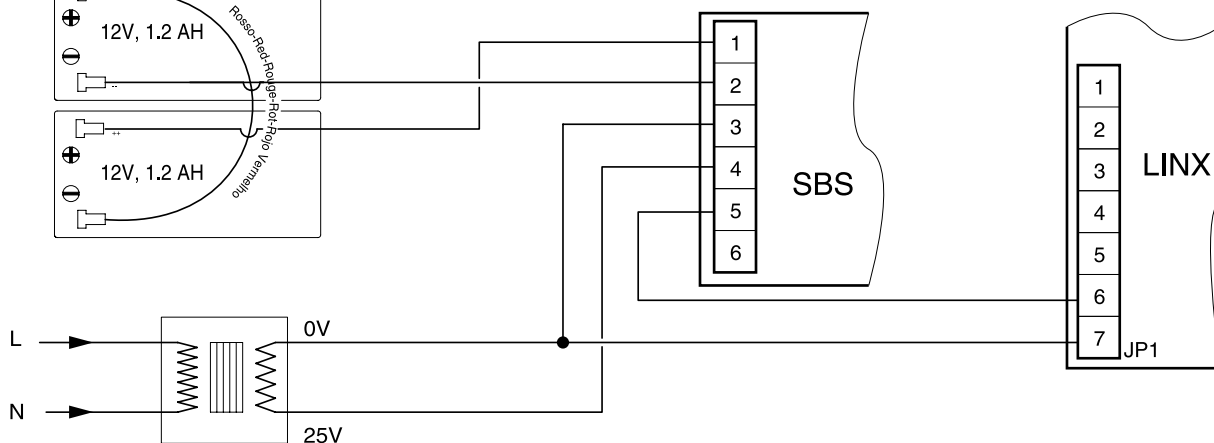 12V, 1.2 AH
--
Rosso-Red-Rouge-Rot-Rojo Vermelho
++
12V, 1.2 AH
1
2
3
4
5
6
SBS
1
2
3
4
5
6
7
JP1
LINX
L
N
0V
25V